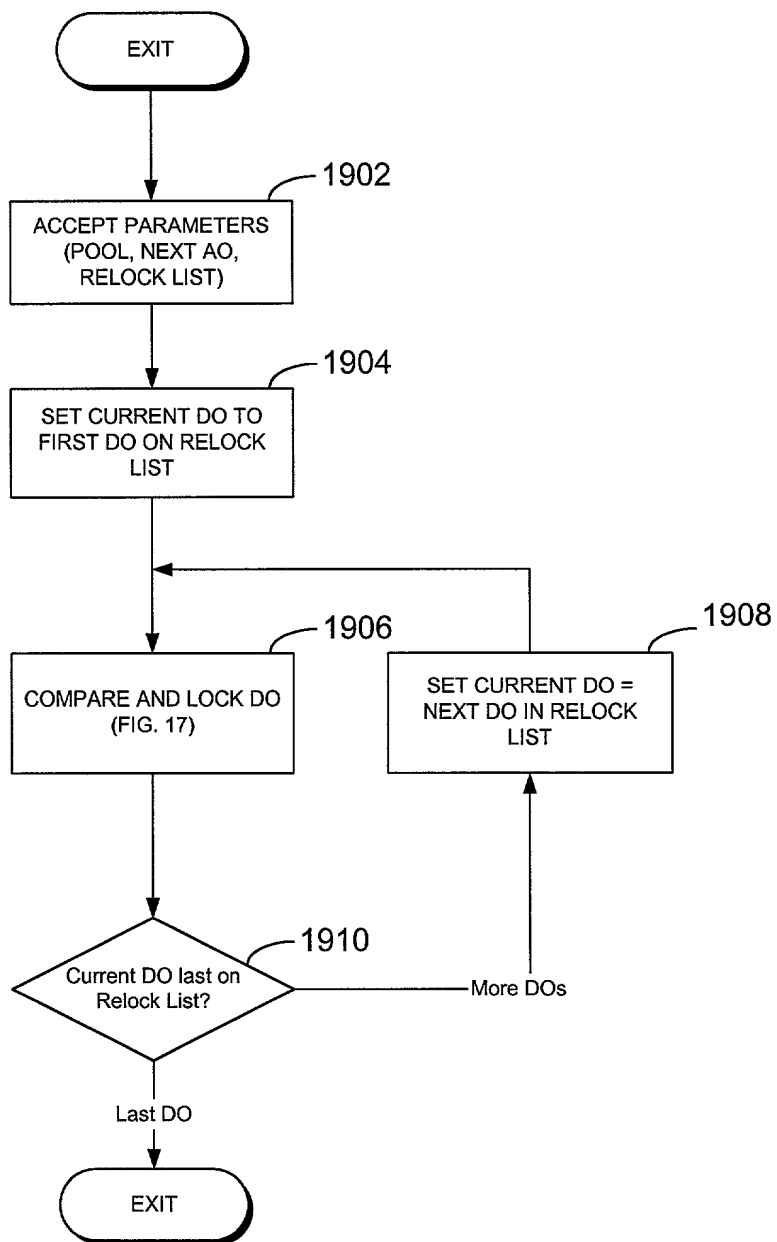 EXIT
1902
ACCEPT PARAMETERS
(POOL, NEXT AO,
RELOCK LIST)
1904
SET CURRENT DO TO
FIRST DO ON RELOCK
LIST
1906
COMPARE AND LOCK DO
(FIG. 17)
1908
SET CURRENT DO =
NEXT DO IN RELOCK
LIST
1910
Current DO last on
Relock List?
More DOs
Last DO
EXIT